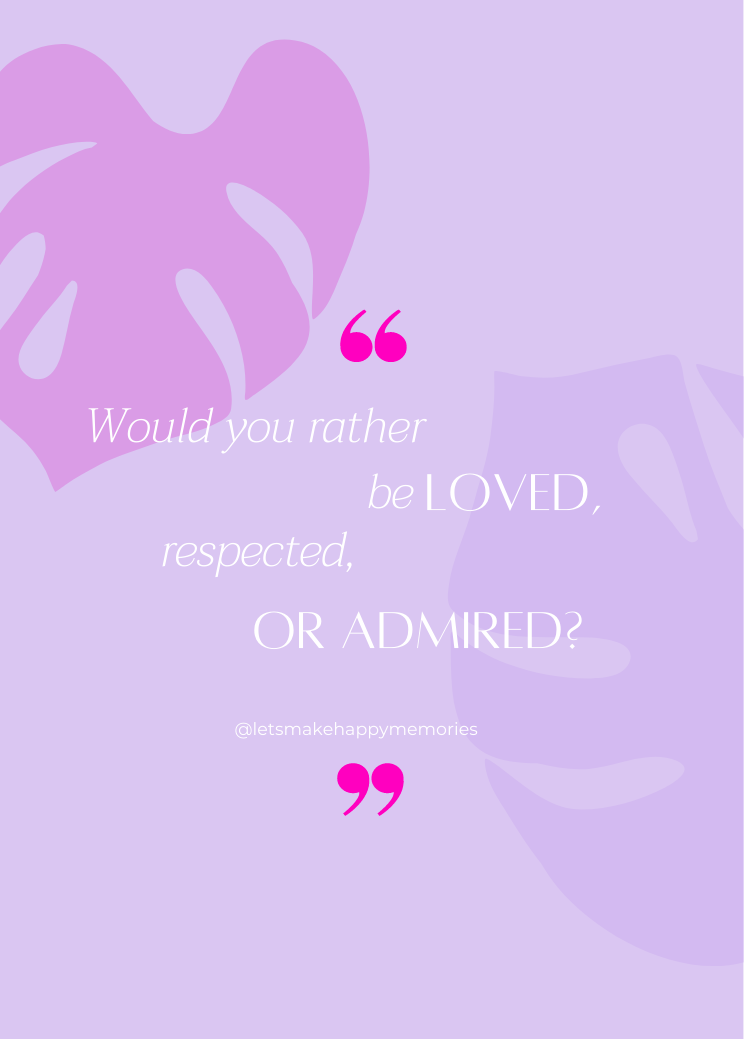 “
Would you rather
be LOVED,
respected,
OR ADMIRED?
@letsmakehappymemories
”